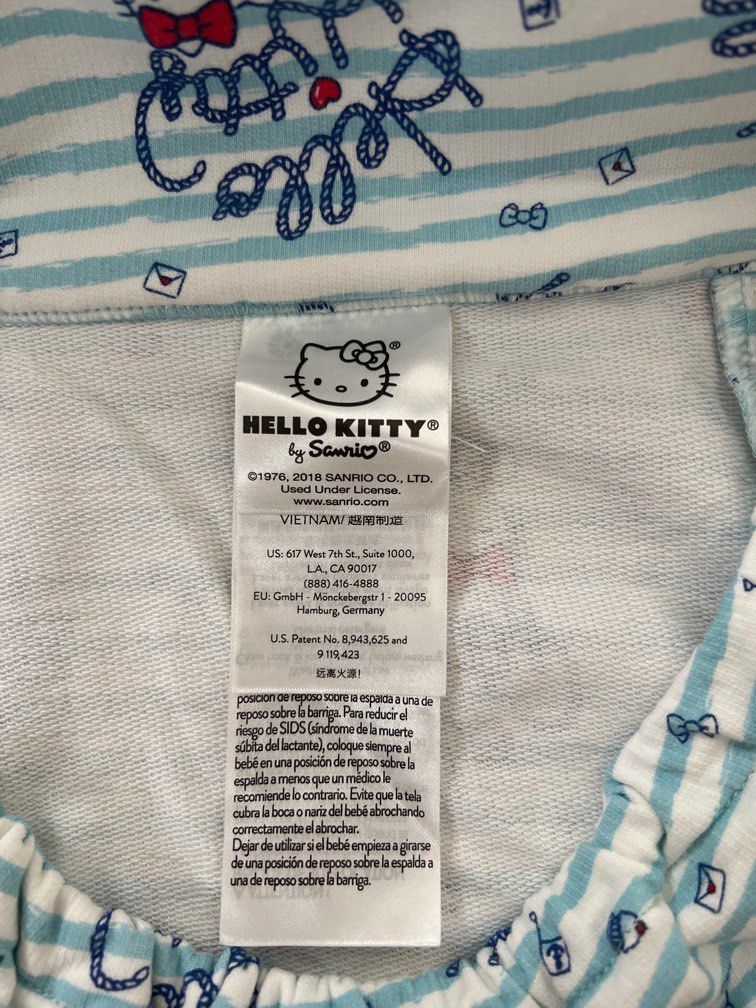 Hello
HELLO KITTY®
by Sanrio®
©1976, 2018 SANRIO CO., LTD.
Used Under License.
www.sanrio.com
VIETNAM/ 越南制造
US: 617 West 7th St., Suite 1000,
L.A., CA 90017
(888) 416-4888
EU: GmbH - Mönckebergstr 1 - 20095
Hamburg, Germany
U.S. Patent No. 8,943,625 and
9 119,423
远离火源!
posición de reposo sobre la espalda a una de
reposo sobre la barriga. Para reducir el
riesgo de SIDS (síndrome de la muerte
súbita del lactante), coloque siempre al
bebé en una posición de reposo sobre la
espalda a menos que un médico le
recomiende lo contrario. Evite que la tela
cubra la boca o nariz del bebé abrochando
correctamente el abrochar.
Dejar de utilizar si el bebé empieza a girarse
de una posición de reposo sobre la espalda a
una de reposo sobre la barriga.